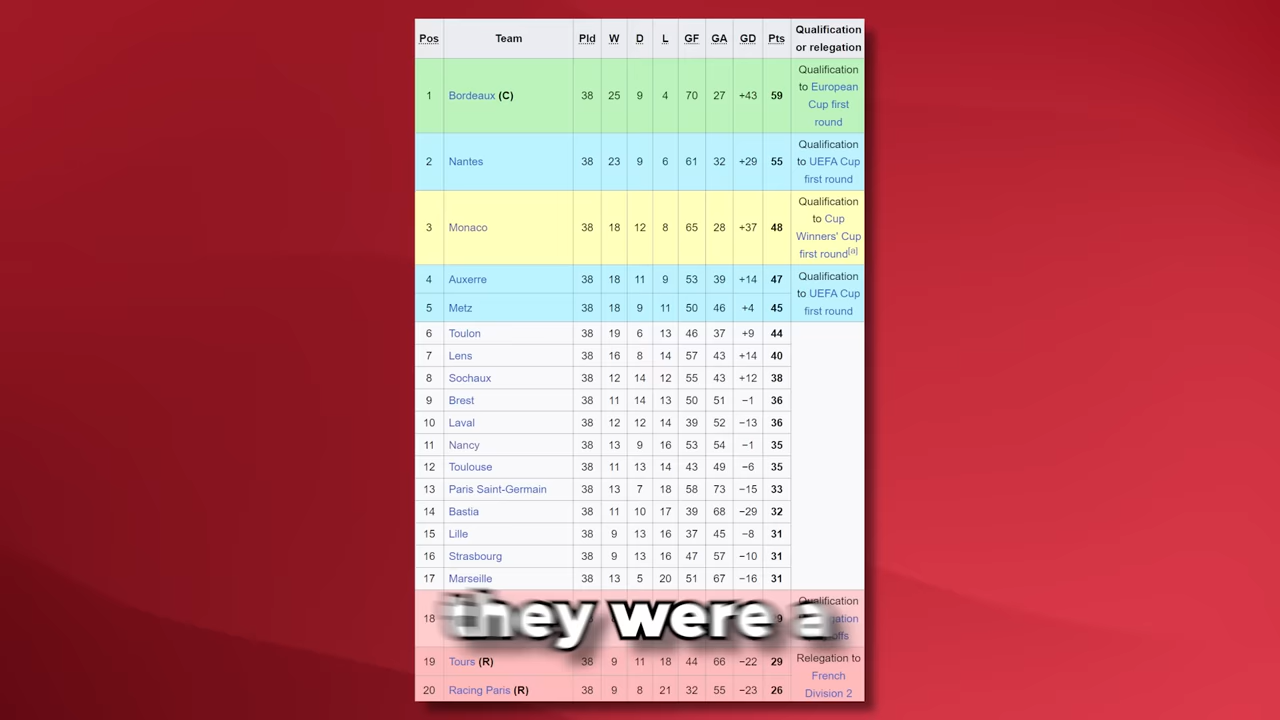 Pos Team Pld W D L GF GA GD Pts Qualification or relegation
1 Bordeaux (C) 38 25 9 4 70 27 +43 59 Qualification to European Cup first round
2 Nantes 38 23 9 6 61 32 +29 55 Qualification to UEFA Cup first round
3 Monaco 38 18 12 8 65 28 +37 48 Qualification to Cup Winners' Cup first round[a]
4 Auxerre 38 18 11 9 53 39 +14 47 Qualification to UEFA Cup first round
5 Metz 38 18 9 11 50 46 +4 45
6 Toulon 38 19 6 13 46 37 +9 44
7 Lens 38 16 8 14 57 43 +14 40
8 Sochaux 38 12 14 12 55 43 +12 38
9 Brest 38 11 14 13 50 51 −1 36
10 Laval 38 12 12 14 39 52 −13 36
11 Nancy 38 13 9 16 53 54 −1 35
12 Toulouse 38 11 13 14 43 49 −6 35
13 Paris Saint-Germain 38 13 7 18 58 73 −15 33
14 Bastia 38 11 10 17 39 68 −29 32
15 Lille 38 9 13 16 37 45 −8 31
16 Strasbourg 38 9 13 16 47 57 −10 31
17 Marseille 38 13 5 20 51 67 −16 31
18 Qualification
they were a
19 Tours (R) 38 9 11 18 44 66 −22 29 Relegation to French Division 2
20 Racing Paris (R) 38 9 8 21 32 55 −23 26